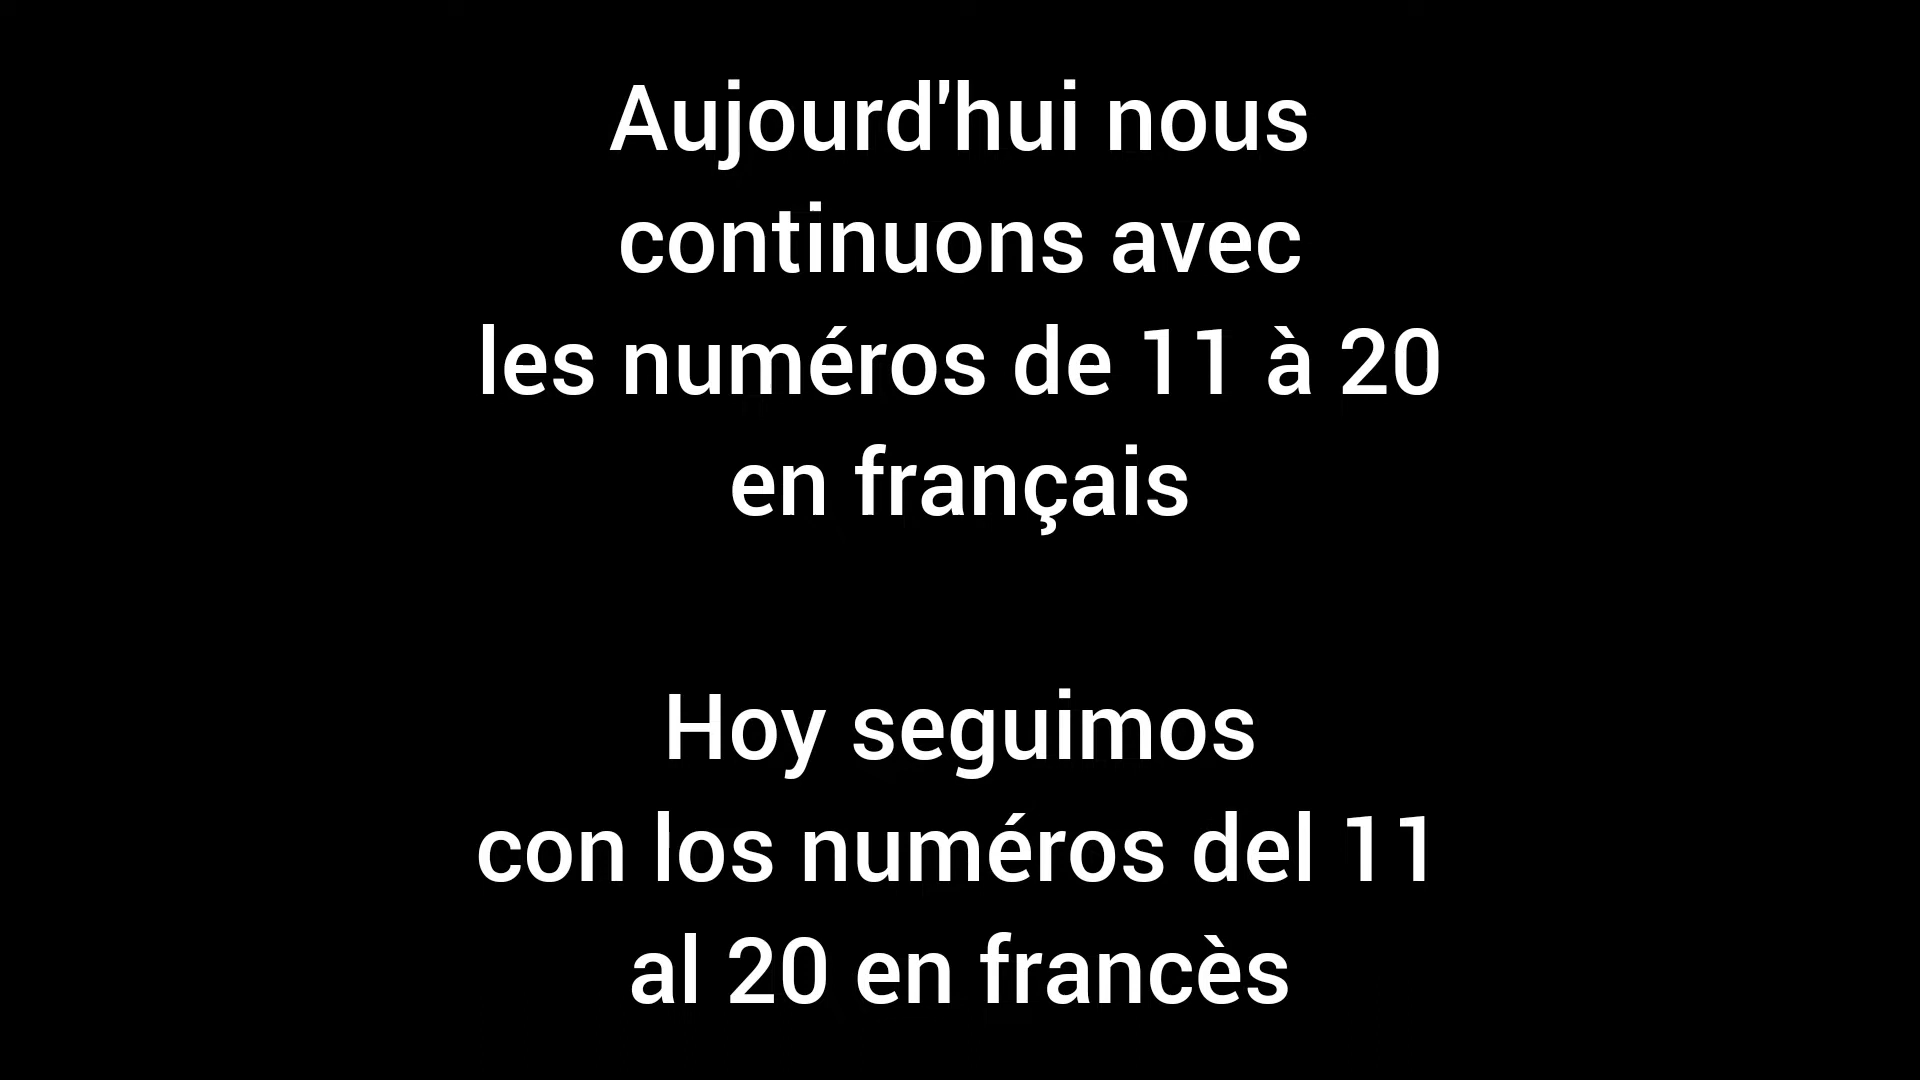 Aujourd'hui nous
continuons avec
les numéros de 11 à 20
en français
Hoy seguimos
con los numéros del 11
al 20 en francès